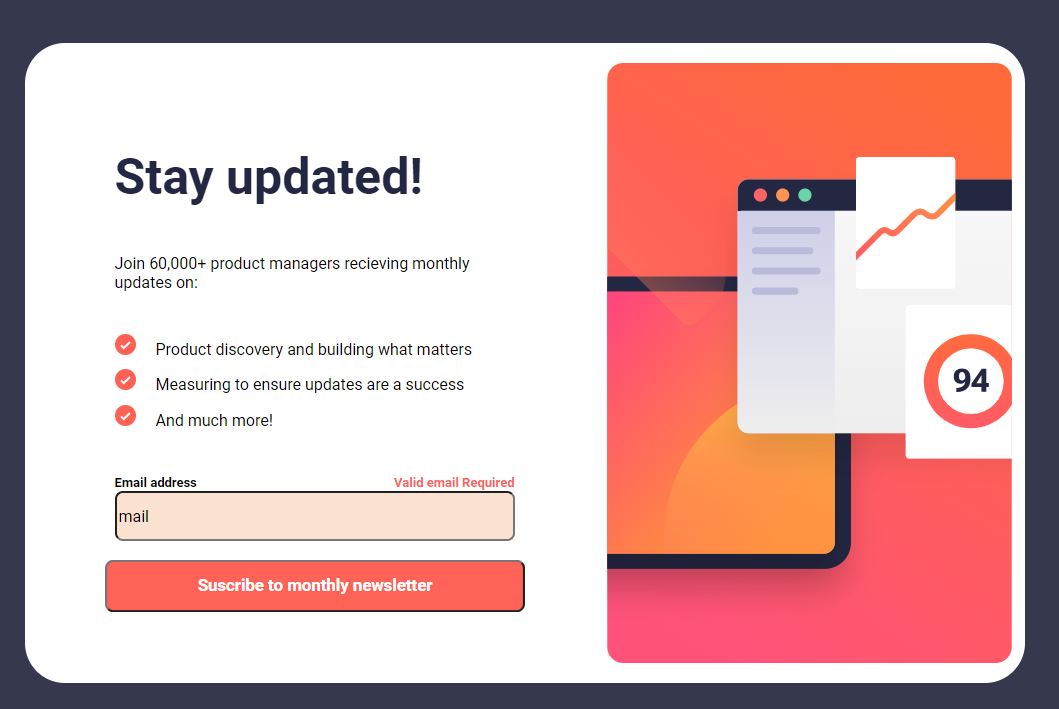 Stay updated!
Join 60,000+ product managers recieving monthly
updates on:
Product discovery and building what matters
Measuring to ensure updates are a success
And much more!
Email address Valid email Required
mail
Suscribe to monthly newsletter
94